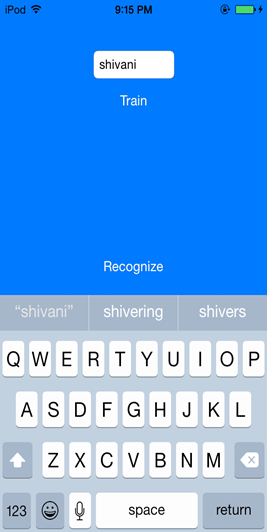 iPod 9:15 PM
shivani
Train
Recognize
“shivani” shivering shivers
Q W E R T Y U I O P
A S D F G H J K L
Z X C V B N M
123 space return